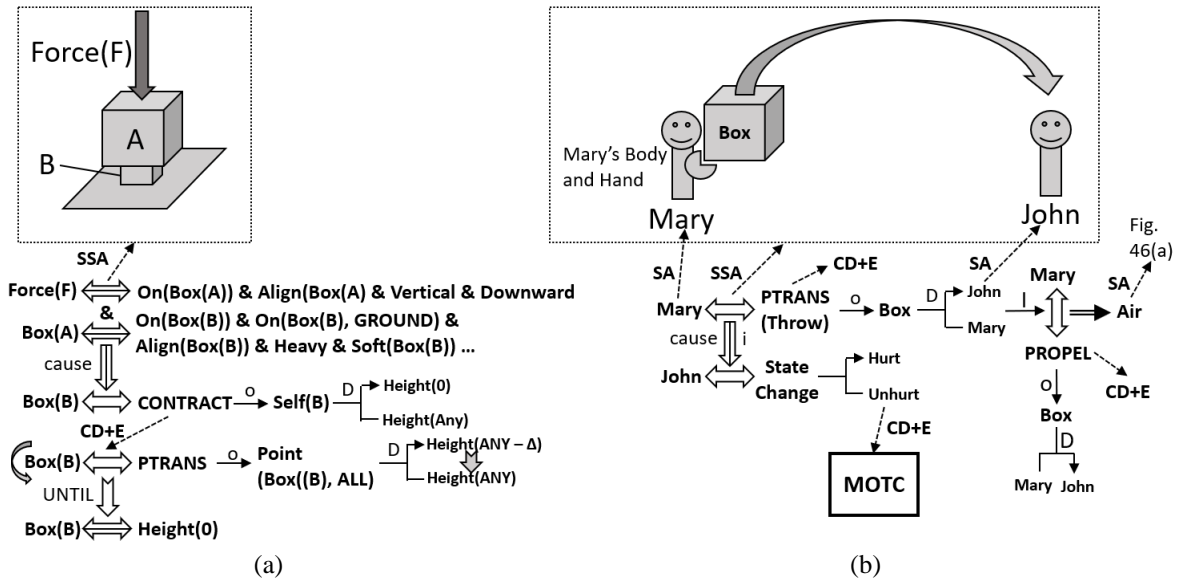 Force(F)
A
B
SSA
Force(F) On(Box(A)) & Align(Box(A) & Vertical & Downward
&
Box(A) On(Box(B)) & On(Box(B), GROUND) &
Align(Box(B)) & Heavy & Soft(Box(B)) ...
cause
Box(B) CONTRACT o Self(B) D Height(0)
Height(Any)
CD+E
Box(B) PTRANS o Point
(Box((B), ALL) D Height(ANY – Δ)
Height(ANY)
UNTIL
Box(B) Height(0)
(a)
Box
Mary's Body
and Hand
Mary
John
Fig.
46(a)
SA
SSA
CD+E
SA
SA
Mary PTRANS
(Throw) o Box D John
Mary
I
Mary
Air
PROPEL
CD+E
o
Box
D
Mary John
cause i
John State
Change Hurt
Unhurt
CD+E
MOTC
(b)